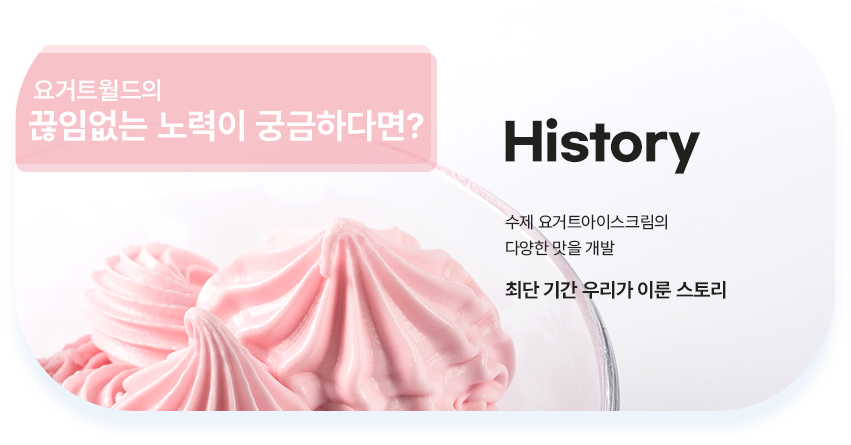 요거트월드의
끊임없는 노력이 궁금하다면?
History
수제 요거트아이스크림의
다양한 맛을 개발
최단 기간 우리가 이룬 스토리